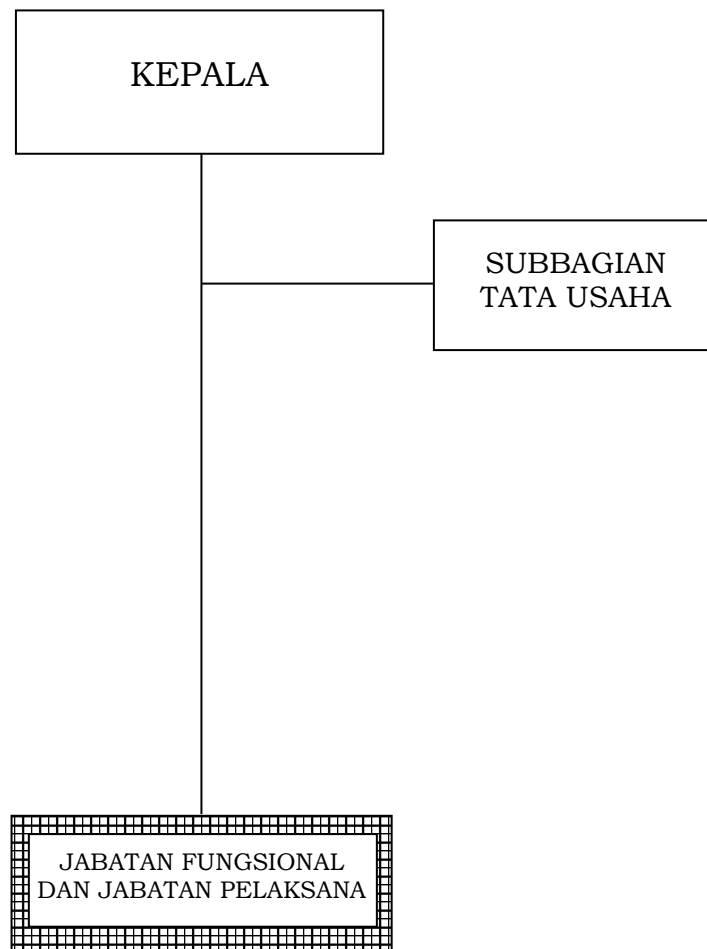 KEPALA
SUBBAGIAN
TATA USAHA
JABATAN FUNGSIONAL
DAN JABATAN PELAKSANA